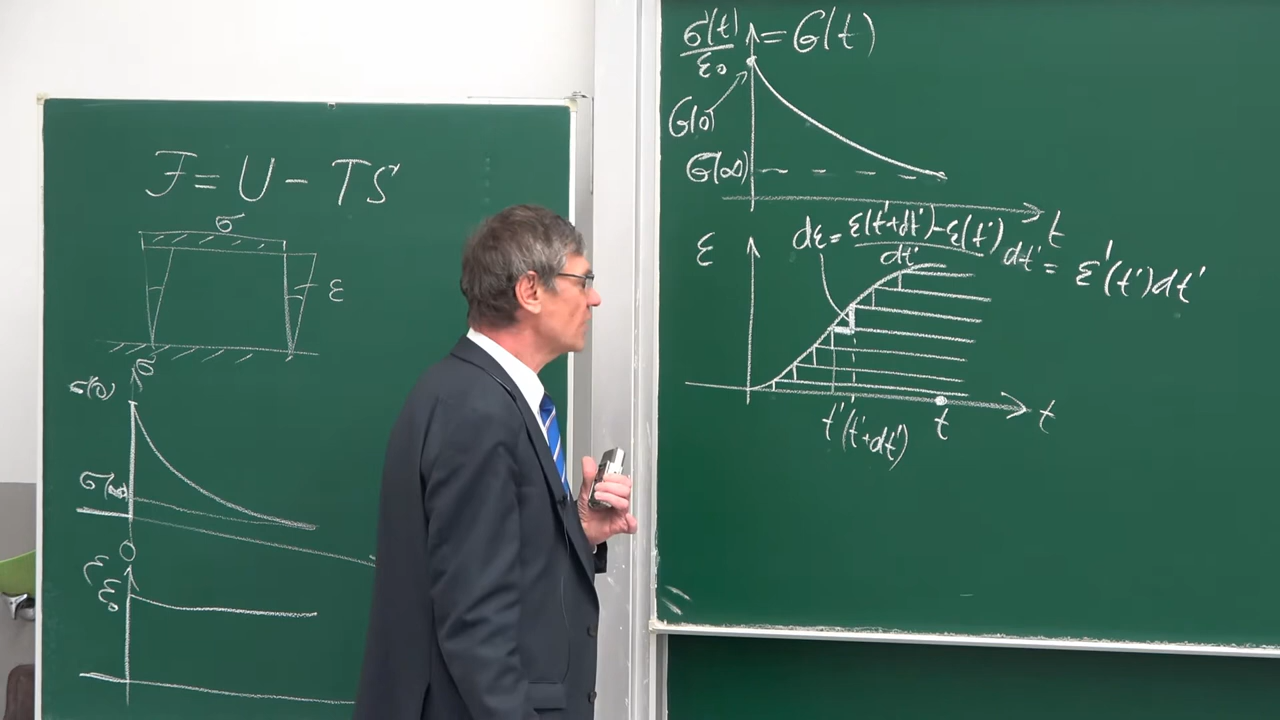 F = U - TS
σ
ε
σ
σ(0)
σ(∞)
0
ε
ε₀
σ(t)/ε₀ = G(t)
G(0)
G(∞)
t
ε
dε = (ε(t'+dt') - ε(t'))/dt' dt' = ε'(t')dt'
t' (t'+dt')
t
t